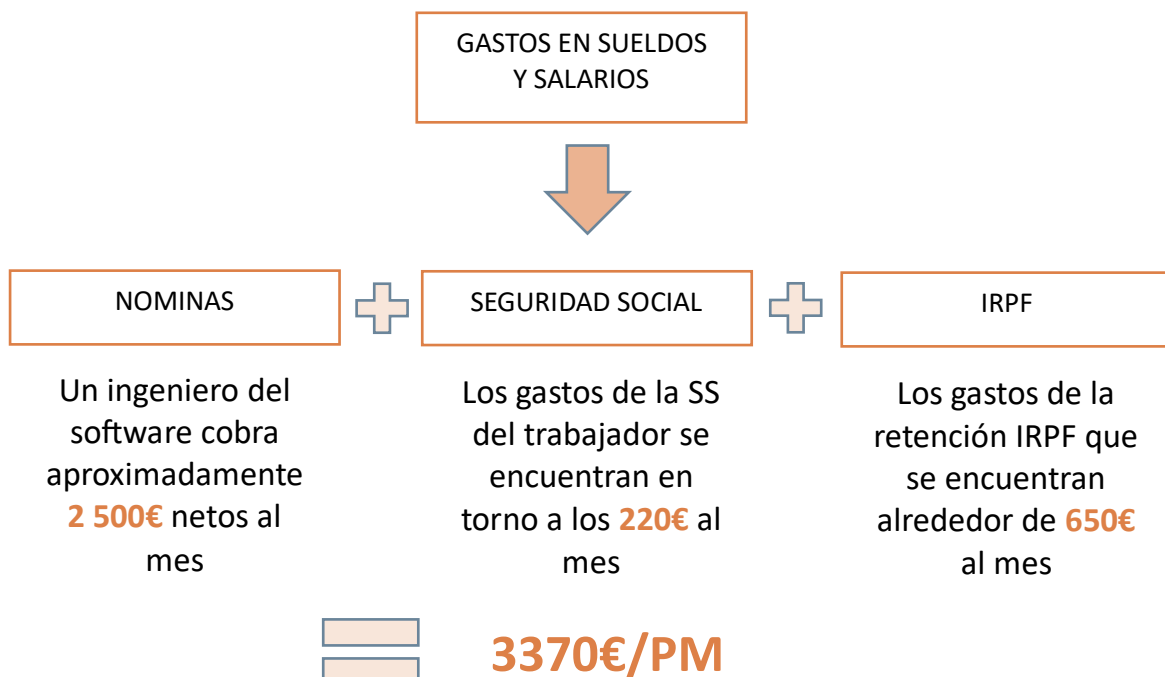 GASTOS EN SUELDOS
Y SALARIOS
NOMINAS
SEGURIDAD SOCIAL
IRPF
Un ingeniero del
software cobra
aproximadamente
2 500€ netos al
mes
Los gastos de la SS
del trabajador se
encuentran en
torno a los 220€ al
mes
Los gastos de la
retención IRPF que
se encuentran
alrededor de 650€
al mes
3370€/PM